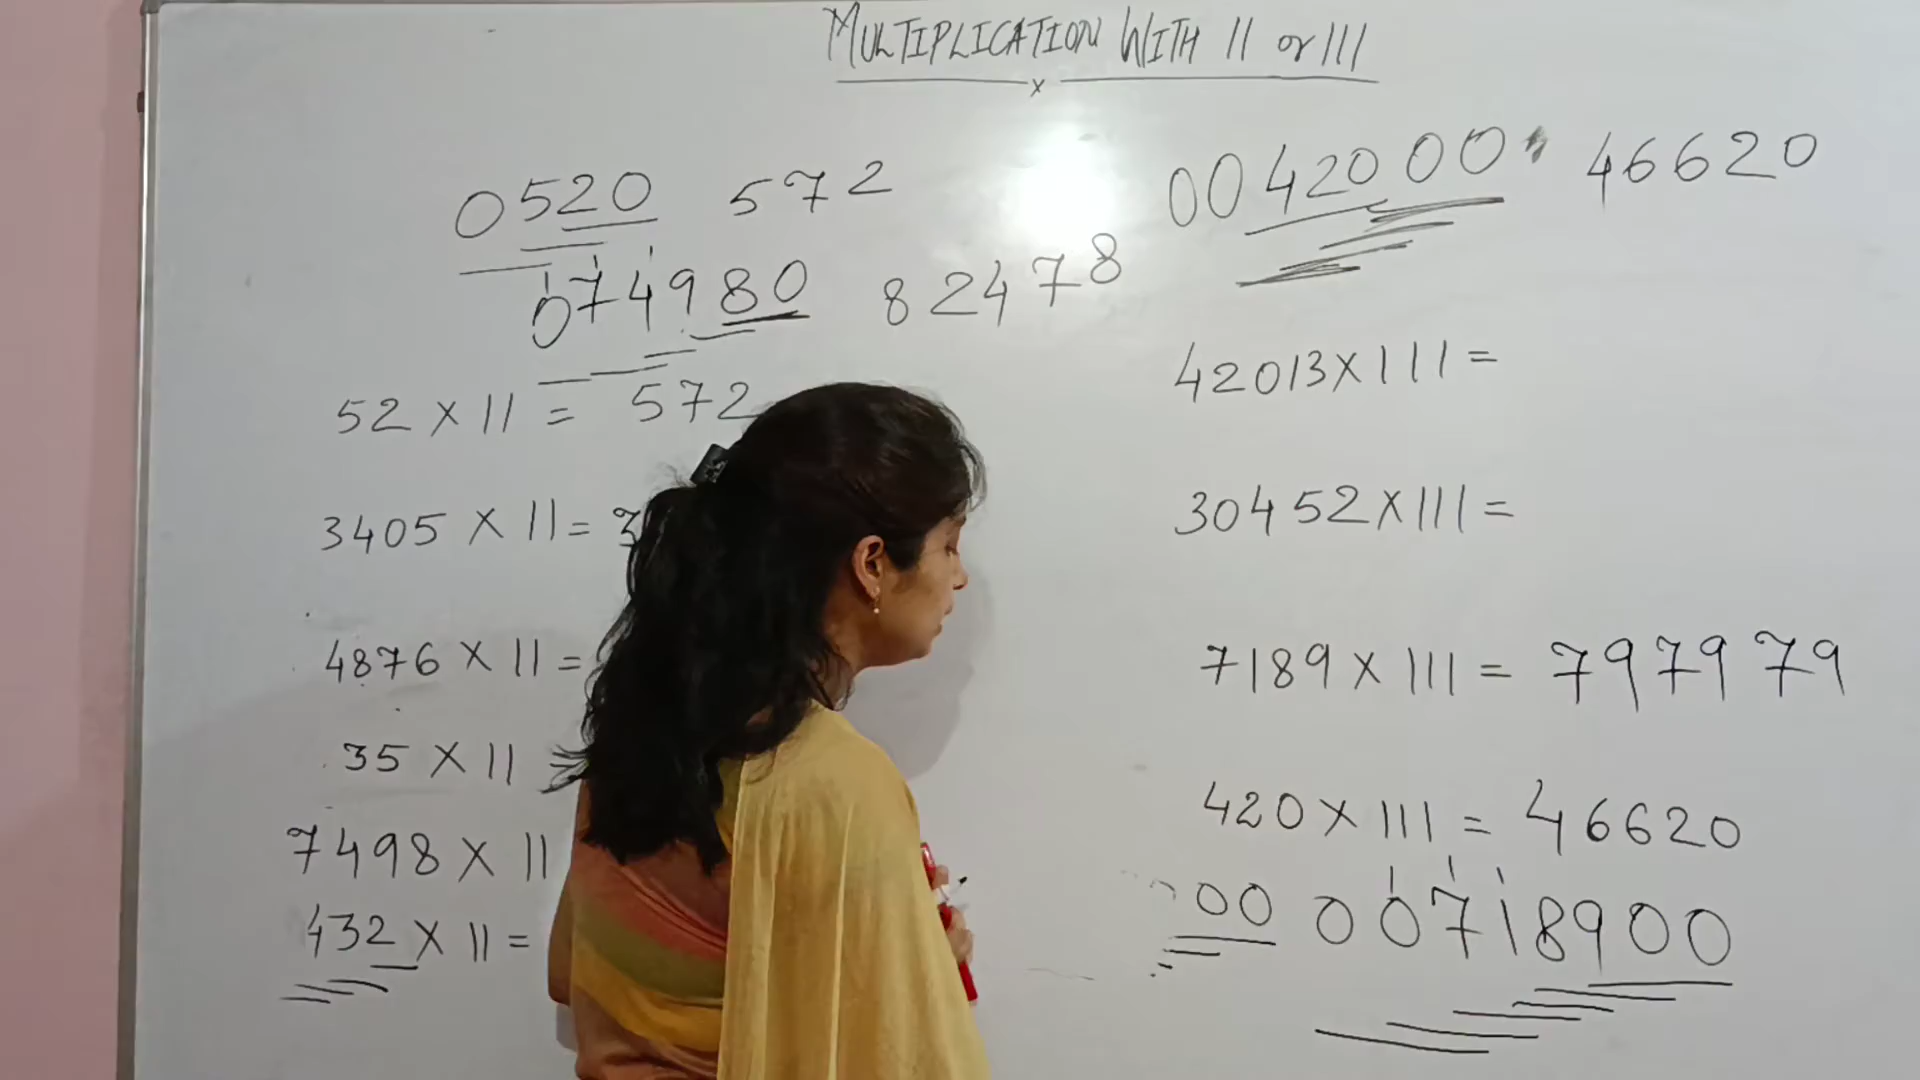 MULTIPLICATION WITH 11 or 111
x
0520 572
074980 82478
52 X 11 = 572
3405 X 11 = 3
4876 X 11 =
35 X 11 =
7498 X 11
432 X 11 =
0042000 46620
42013 X 111 =
30452 X 111 =
7189 X 111 = 797979
420 X 111 = 46620
00 00718900